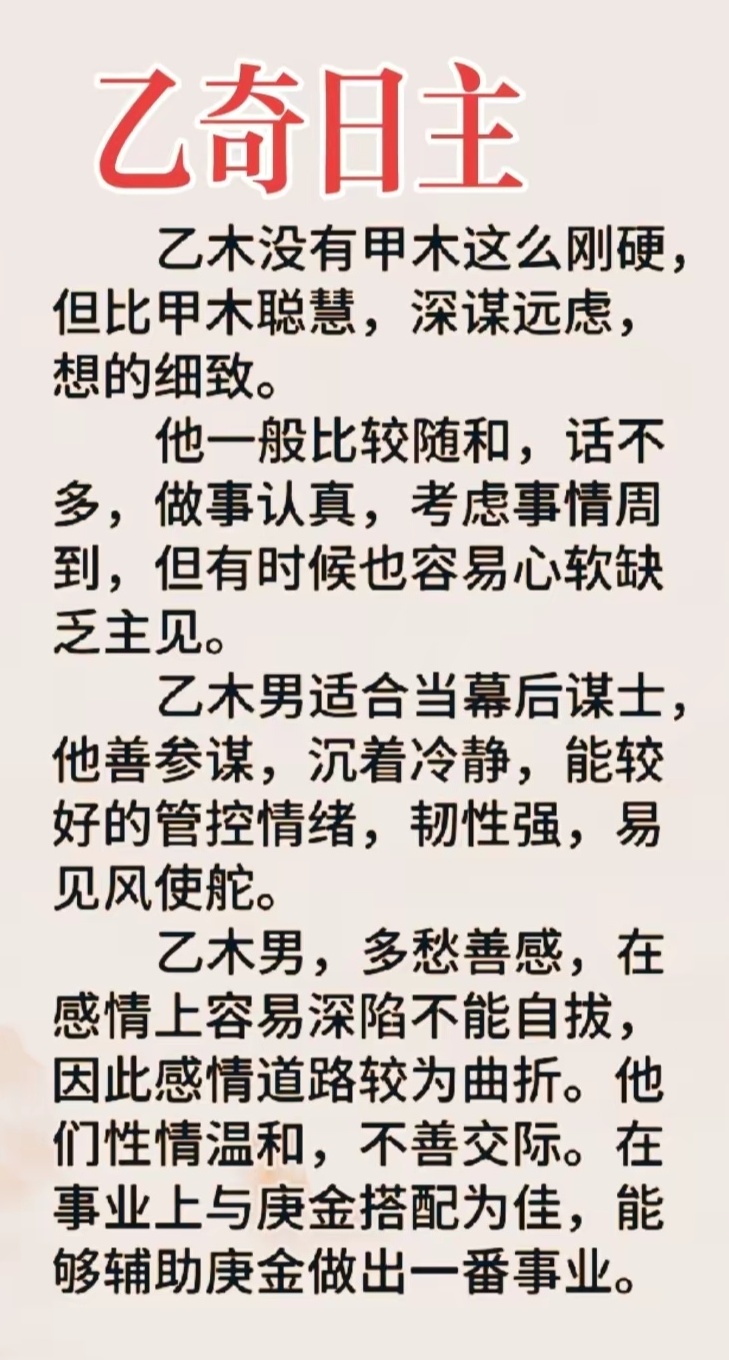 乙奇日主
乙木没有甲木这么刚硬，
但比甲木聪慧，深谋远虑，
想的细致。
他一般比较随和，话不
多，做事认真，考虑事情周
到，但有时候也容易心软缺
乏主见。
乙木男适合当幕后谋士，
他善参谋，沉着冷静，能较
好的管控情绪，韧性强，易
见风使舵。
乙木男，多愁善感，在
感情上容易深陷不能自拔，
因此感情道路较为曲折。他
们性情温和，不善交际。在
事业上与庚金搭配为佳，能
够辅助庚金做出一番事业。